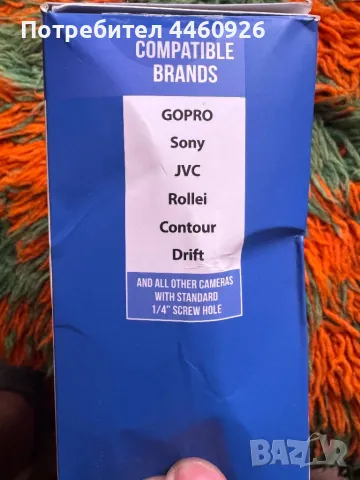 Потребител 4460926
COMPATIBLE
BRANDS
GOPRO
Sony
JVC
Rollei
Contour
Drift
AND ALL OTHER CAMERAS
WITH STANDARD
1/4" SCREW HOLE
BAZAR